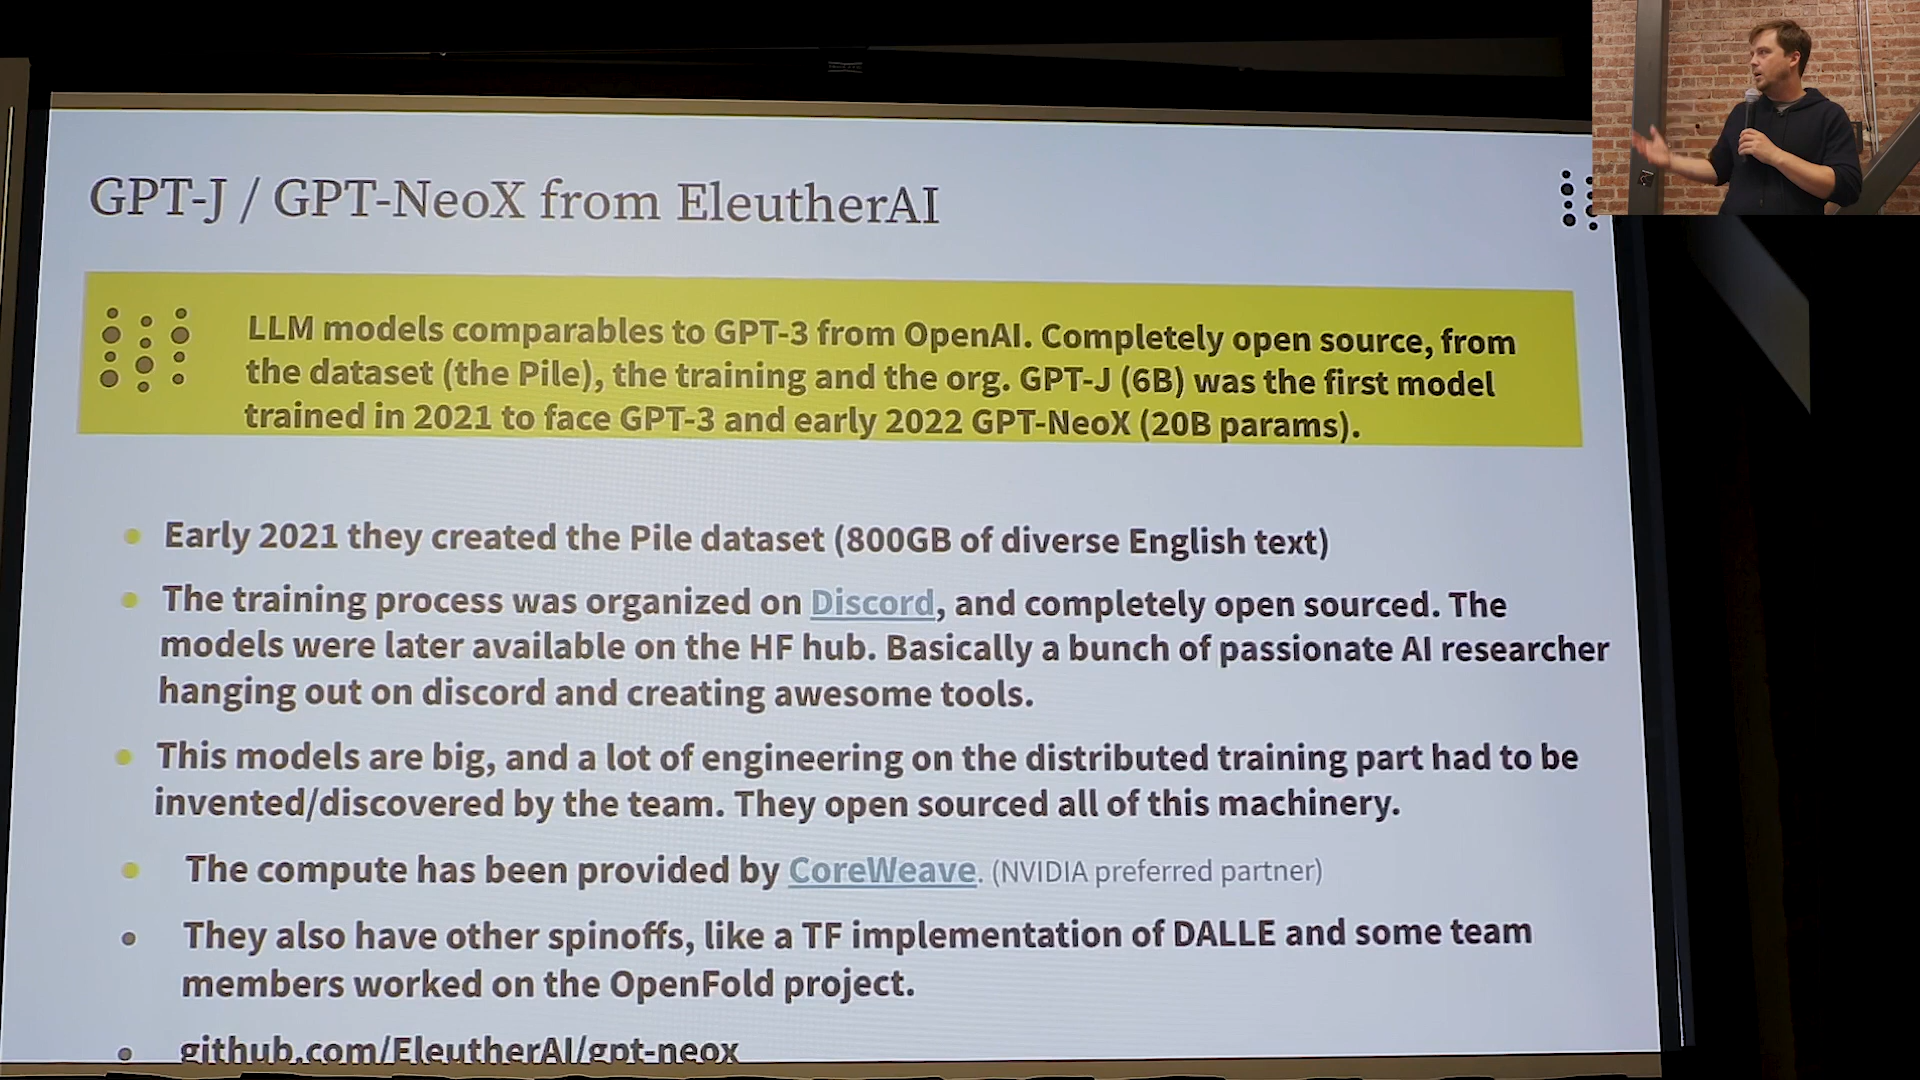 GPT-J / GPT-NeoX from EleutherAI
LLM models comparables to GPT-3 from OpenAI. Completely open source, from
the dataset (the Pile), the training and the org. GPT-J (6B) was the first model
trained in 2021 to face GPT-3 and early 2022 GPT-NeoX (20B params).
Early 2021 they created the Pile dataset (800GB of diverse English text)
The training process was organized on Discord, and completely open sourced. The
models were later available on the HF hub. Basically a bunch of passionate AI researcher
hanging out on discord and creating awesome tools.
This models are big, and a lot of engineering on the distributed training part had to be
invented/discovered by the team. They open sourced all of this machinery.
The compute has been provided by CoreWeave. (NVIDIA preferred partner)
They also have other spinoffs, like a TF implementation of DALLE and some team
members worked on the OpenFold project.
github.com/EleutherAI/gpt-neox